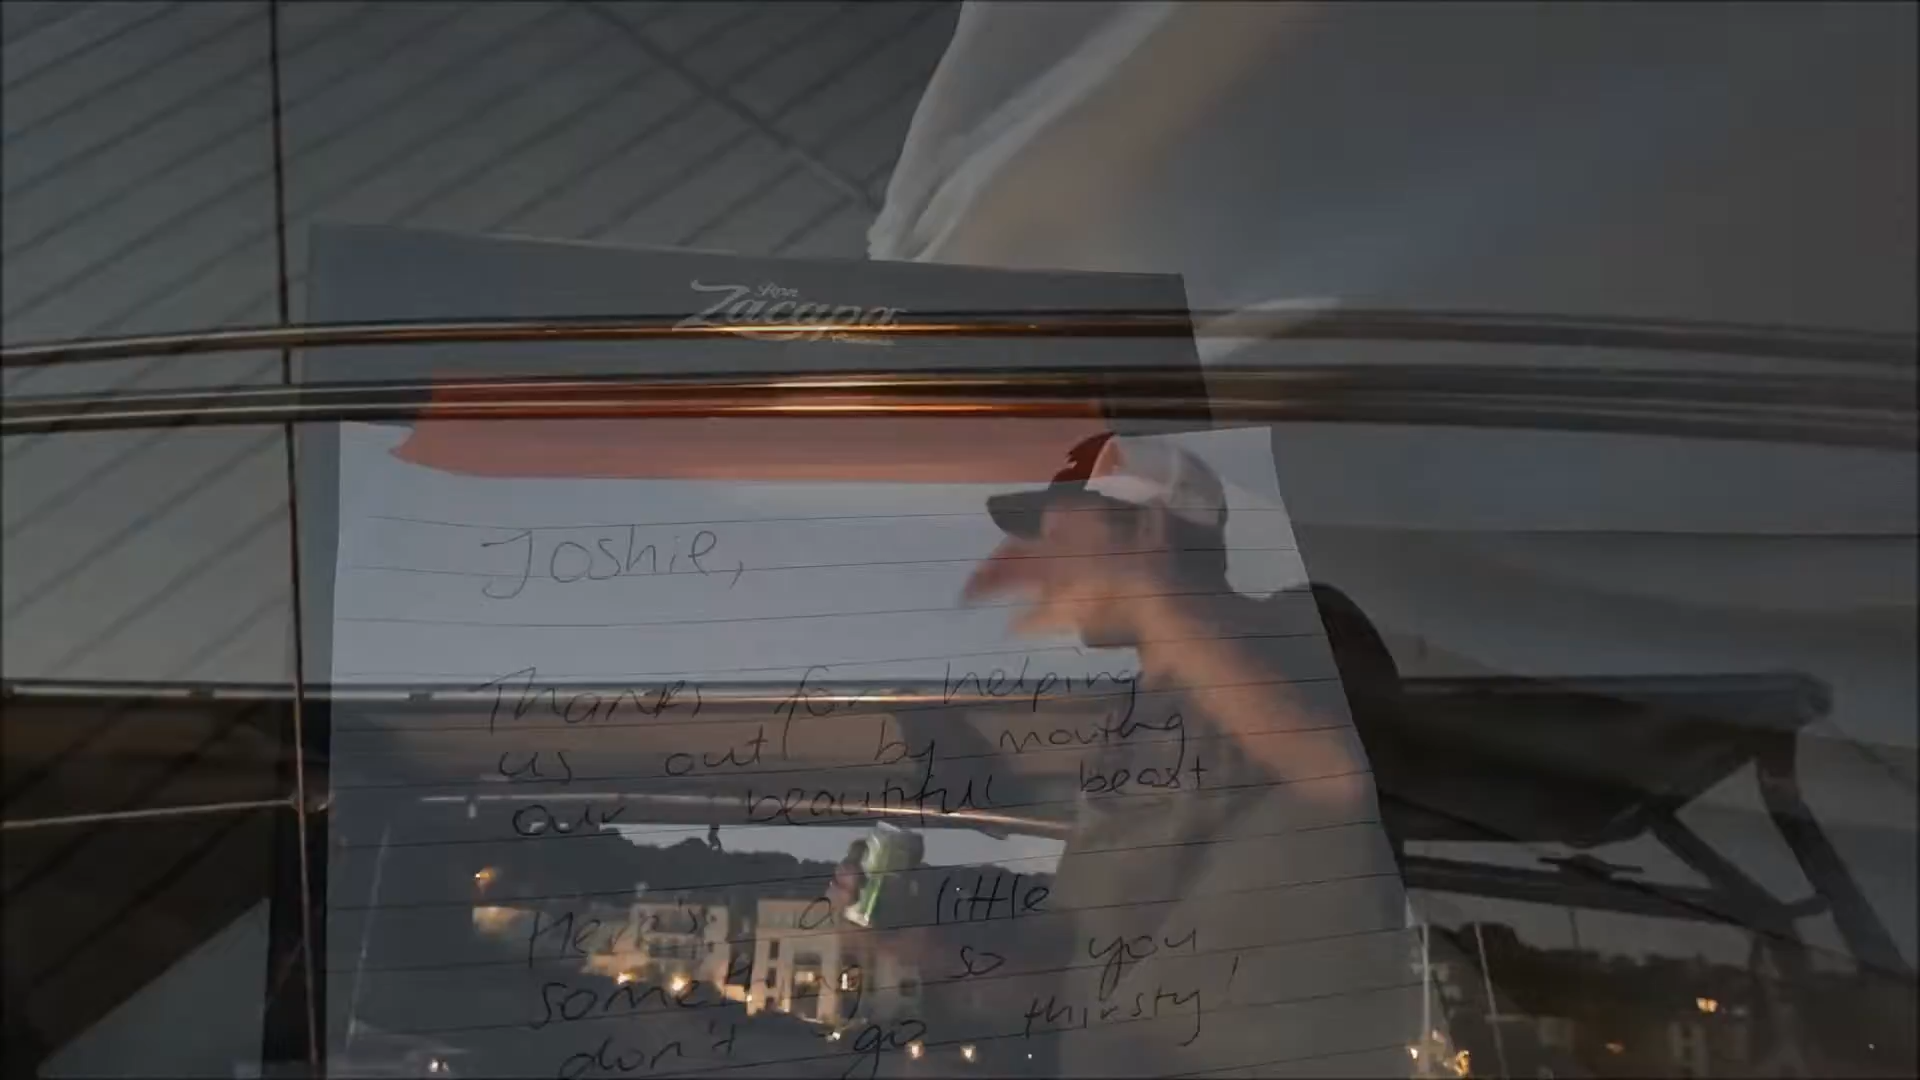 Ron
Zacapa
Joshie,
Thanks for helping
us out by moving
our beautiful beast
Here's a little
something so you
don't go thirsty!